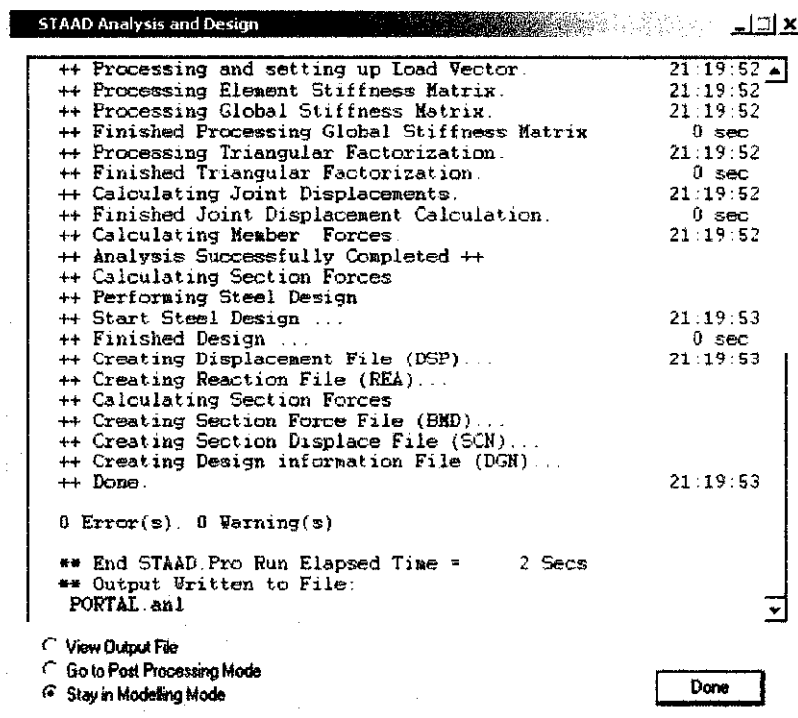 STAAD Analysis and Design
++ Processing and setting up Load Vector. 21:19:52
++ Processing Element Stiffness Matrix. 21:19:52
++ Processing Global Stiffness Matrix. 21:19:52
++ Finished Processing Global Stiffness Matrix 0 sec
++ Processing Triangular Factorization. 21:19:52
++ Finished Triangular Factorization. 0 sec
++ Calculating Joint Displacements. 21:19:52
++ Finished Joint Displacement Calculation. 0 sec
++ Calculating Member Forces. 21:19:52
++ Analysis Successfully Completed ++
++ Calculating Section Forces
++ Performing Steel Design
++ Start Steel Design ... 21:19:53
++ Finished Design ... 0 sec
++ Creating Displacement File (DSP)... 21:19:53
++ Creating Reaction File (REA)...
++ Calculating Section Forces
++ Creating Section Force File (BMD)...
++ Creating Section Displace File (SCN)...
++ Creating Design information File (DGN)...
++ Done. 21:19:53
0 Error(s). 0 Warning(s)
** End STAAD.Pro Run Elapsed Time = 2 Secs
** Output Written to File:
PORTAL.anl
View Output File
Go to Post Processing Mode
Stay in Modelling Mode
Done